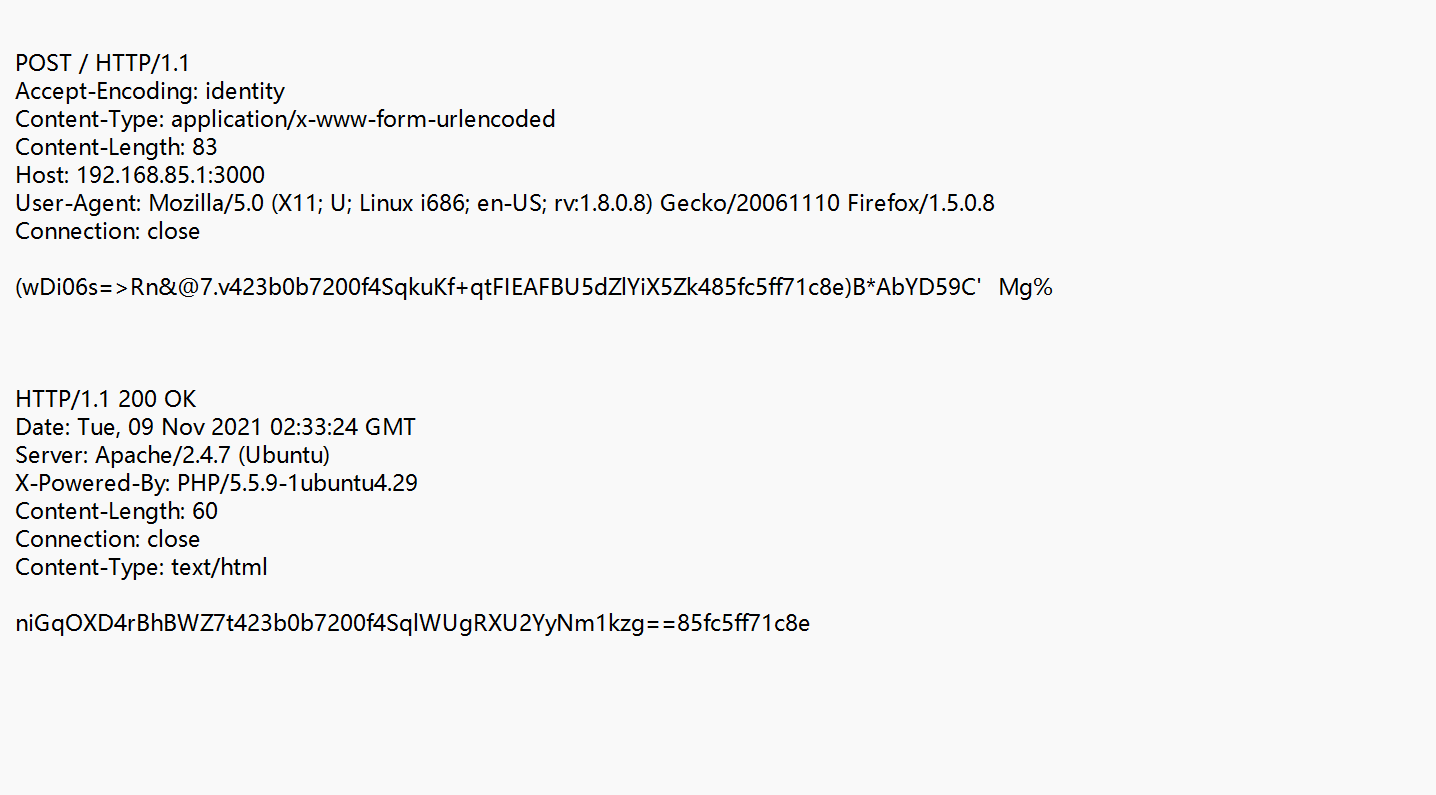 POST / HTTP/1.1
Accept-Encoding: identity
Content-Type: application/x-www-form-urlencoded
Content-Length: 83
Host: 192.168.85.1:3000
User-Agent: Mozilla/5.0 (X11; U; Linux i686; en-US; rv:1.8.0.8) Gecko/20061110 Firefox/1.5.0.8
Connection: close
(wDi06s=>Rn&@7.v423b0b7200f4SqkuKf+qtFIEAFBU5dZlYiX5Zk485fc5ff71c8e)B*AbYD59C'   Mg%
HTTP/1.1 200 OK
Date: Tue, 09 Nov 2021 02:33:24 GMT
Server: Apache/2.4.7 (Ubuntu)
X-Powered-By: PHP/5.5.9-1ubuntu4.29
Content-Length: 60
Connection: close
Content-Type: text/html
niGqOXD4rBhBWZ7t423b0b7200f4SqlWUgRXU2YyNm1kzg==85fc5ff71c8e